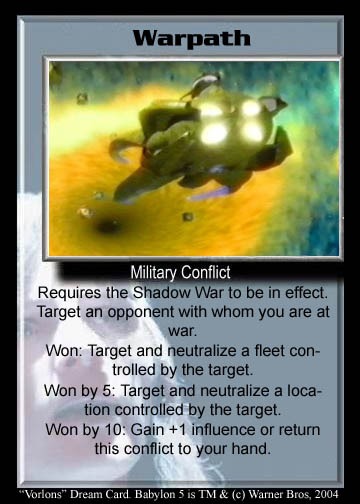 Warpath
Military Conflict
Requires the Shadow War to be in effect.
Target an opponent with whom you are at
war.
Won: Target and neutralize a fleet con-
trolled by the target.
Won by 5: Target and neutralize a loca-
tion controlled by the target.
Won by 10: Gain +1 influence or return
this conflict to your hand.
“Vorlons” Dream Card. Babylon 5 is TM & (c) Warner Bros, 2004